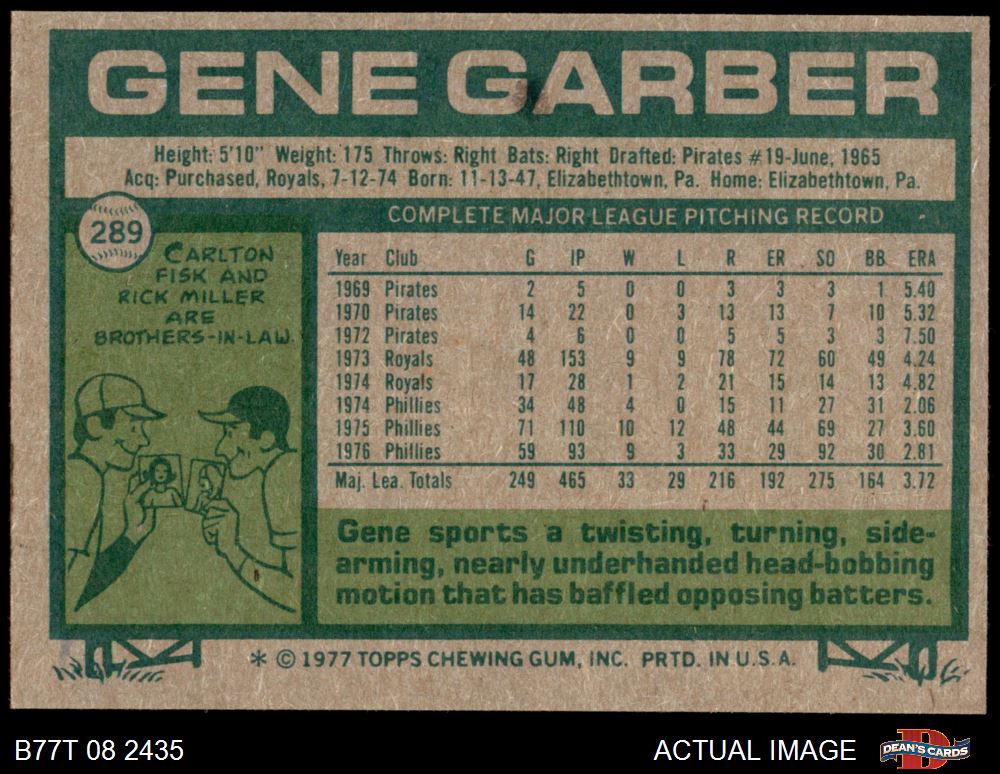 GENE GARBER
Height: 5'10" Weight: 175 Throws: Right Bats: Right Drafted: Pirates #19-June, 1965
Acq: Purchased, Royals, 7-12-74 Born: 11-13-47, Elizabethtown, Pa. Home: Elizabethtown, Pa.
289
CARLTON
FISK AND
RICK MILLER
ARE
BROTHERS-IN-LAW.
COMPLETE MAJOR LEAGUE PITCHING RECORD
Year Club G IP W L R ER SO BB ERA
1969 Pirates 2 5 0 0 3 3 3 1 5.40
1970 Pirates 14 22 0 3 13 13 7 10 5.32
1972 Pirates 4 6 0 0 5 5 3 3 7.50
1973 Royals 48 153 9 9 78 72 60 49 4.24
1974 Royals 17 28 1 2 21 15 14 13 4.82
1974 Phillies 34 48 4 0 15 11 27 31 2.06
1975 Phillies 71 110 10 12 48 44 69 27 3.60
1976 Phillies 59 93 9 3 33 29 92 30 2.81
Maj. Lea. Totals 249 465 33 29 216 192 275 164 3.72
Gene sports a twisting, turning, side-
arming, nearly underhanded head-bobbing
motion that has baffled opposing batters.
* © 1977 TOPPS CHEWING GUM, INC. PRTD. IN U.S.A.
B77T 08 2435
ACTUAL IMAGE
D
DEAN'S CARDS